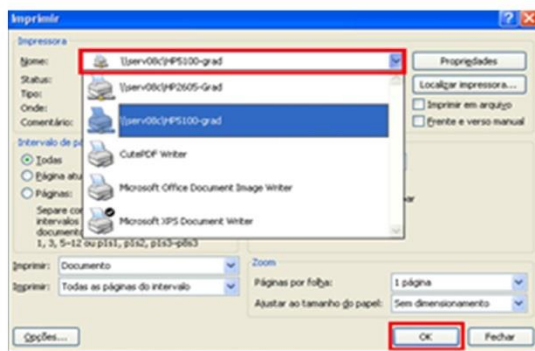 Imprimir
Impressora
Nome: \\serv08c\HP5100-grad Propriedades
Status: \\serv08c\HP2605-Grad Localizar impressora...
Tipo:
Onde: \\serv08c\HP5100-grad Imprimir em arquivo
Comentário: Frente e verso manual
Intervalo de pá
Todas CutePDF Writer
Página atu
Páginas: Microsoft Office Document Image Writer
Separe com
intervalos Microsoft XPS Document Writer
documento
1, 3, 5–12 ou p1s1, p1s2, p1s3–p8s3
Imprimir: Documento Zoom
Imprimir: Todas as páginas do intervalo Páginas por folha: 1 página
Ajustar ao tamanho do papel: Sem dimensionamento
Opções... OK Fechar